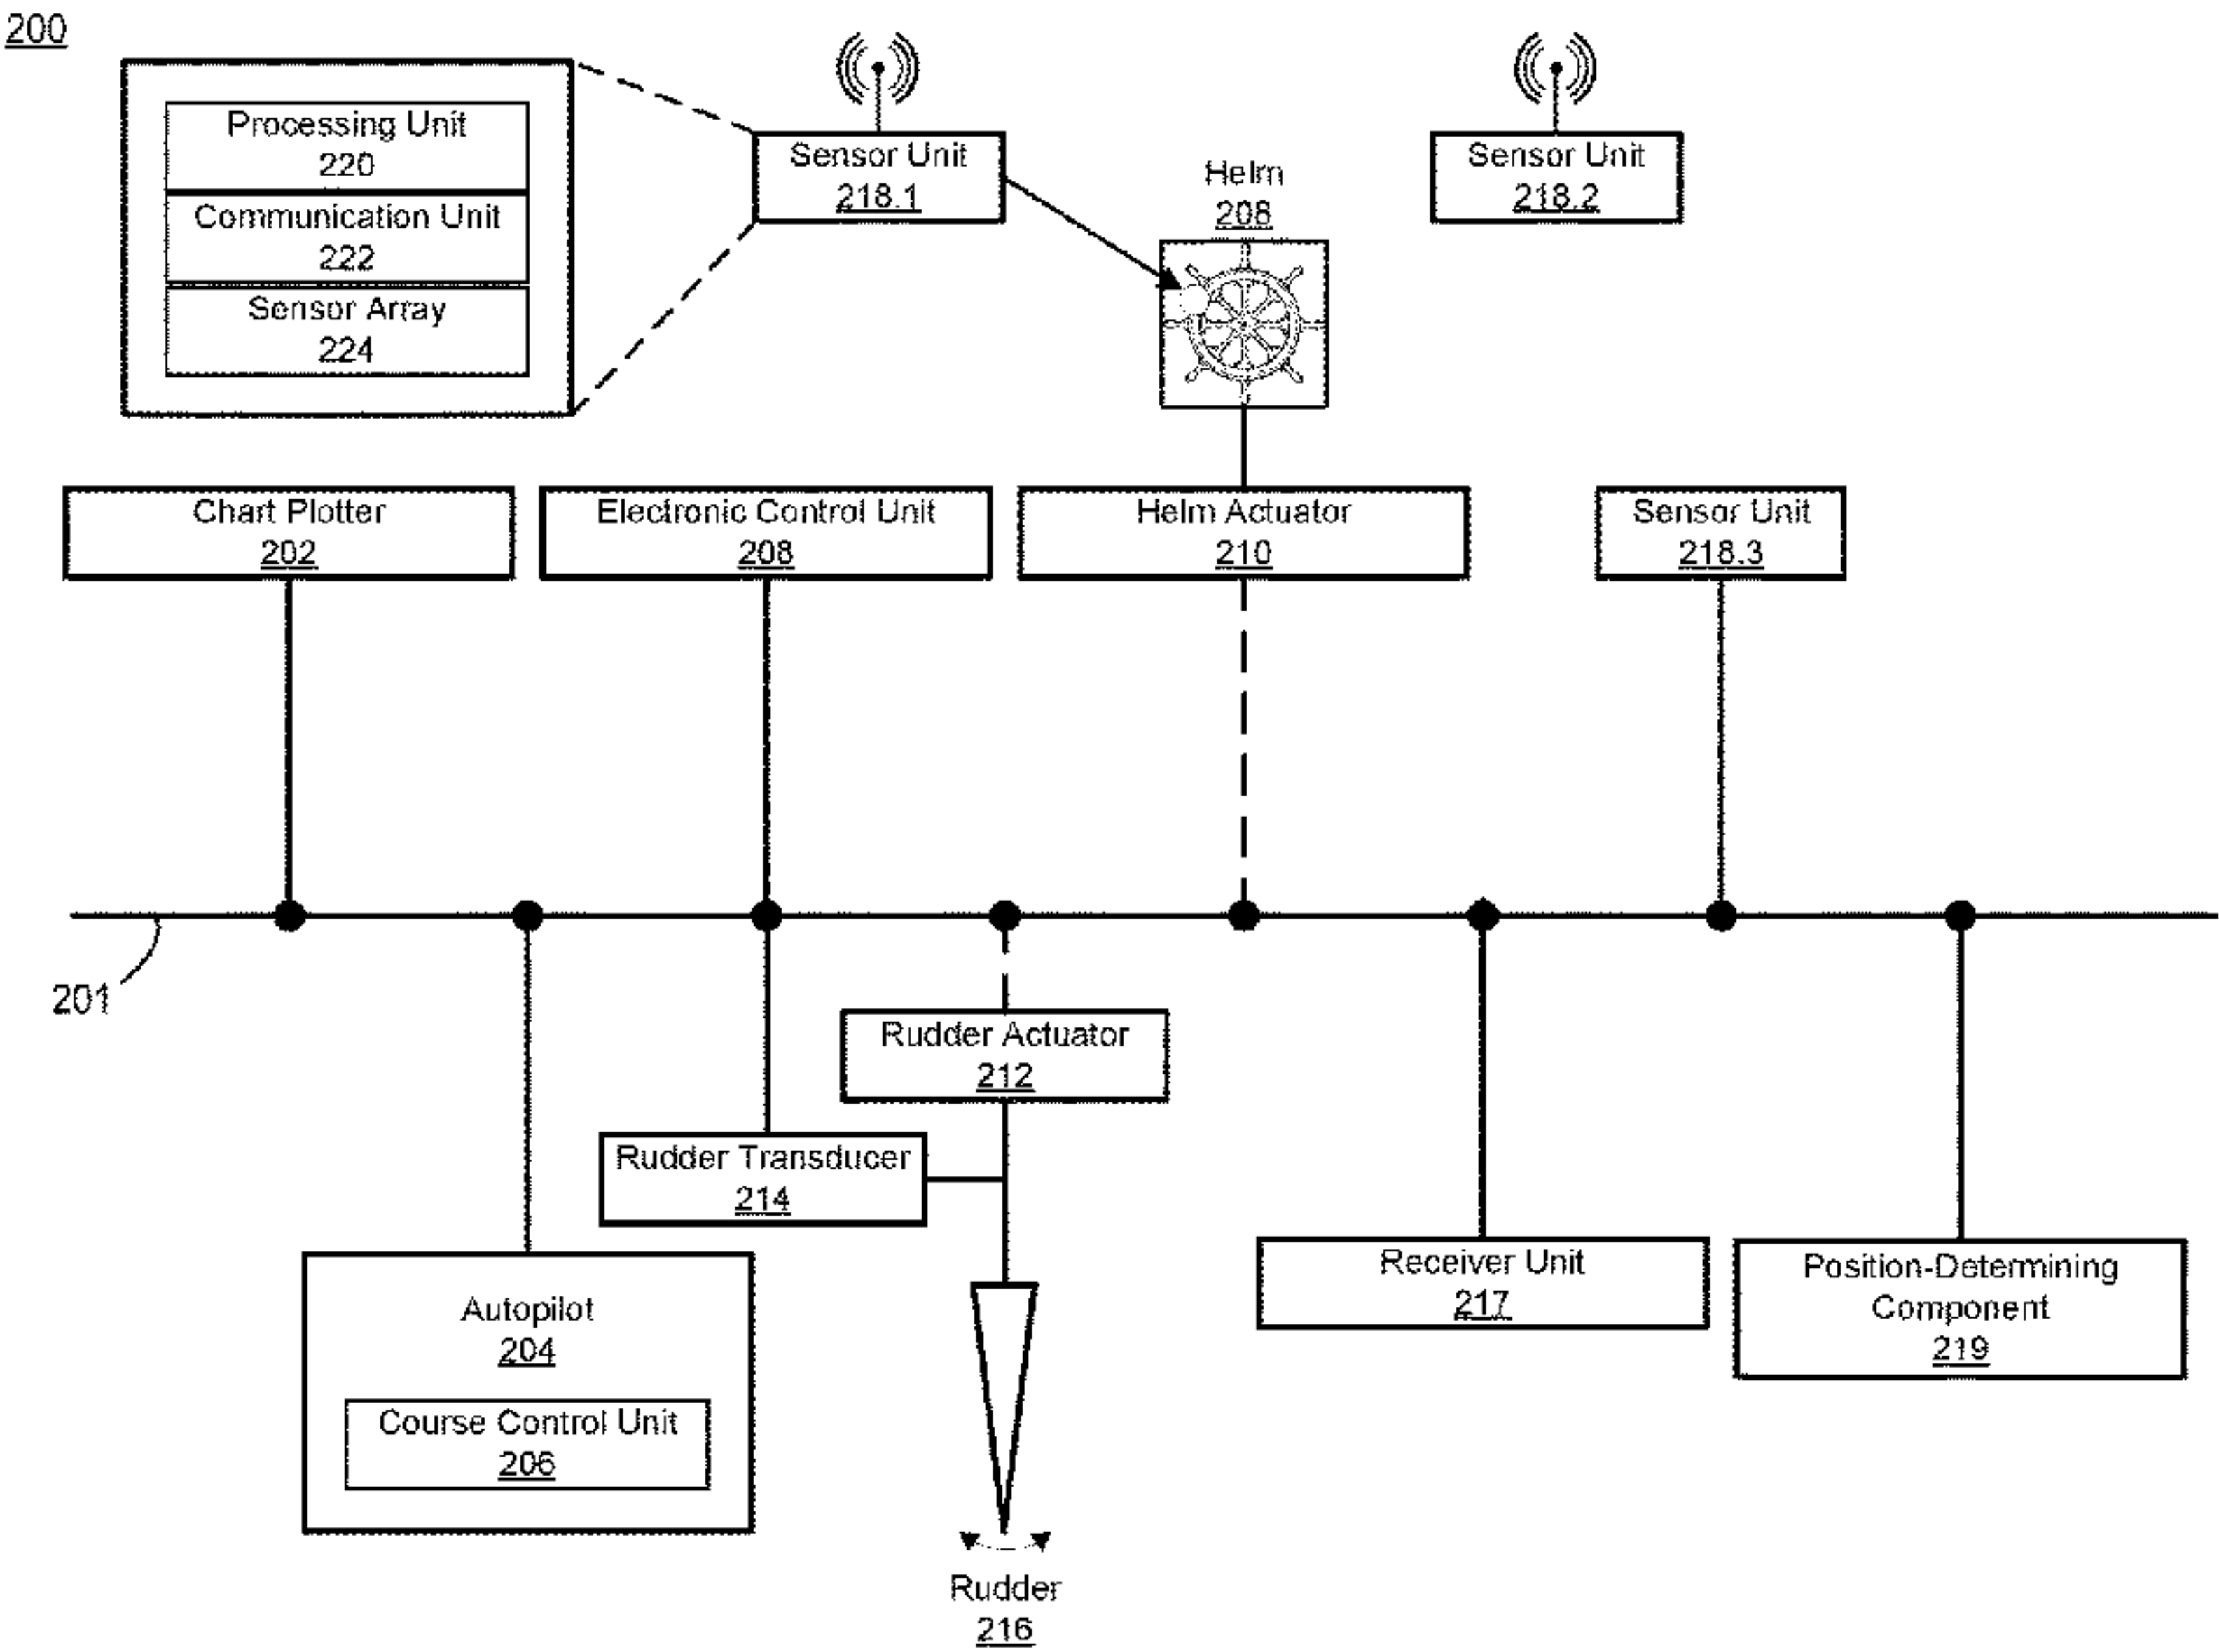 200
Processing Unit
220
Communication Unit
222
Sensor Array
224
Sensor Unit
218.1
Helm
208
Sensor Unit
218.2
Chart Plotter
202
Electronic Control Unit
208
Helm Actuator
210
Sensor Unit
218.3
201
Rudder Actuator
212
Rudder Transducer
214
Autopilot
204
Course Control Unit
206
Receiver Unit
217
Position-Determining
Component
219
Rudder
216